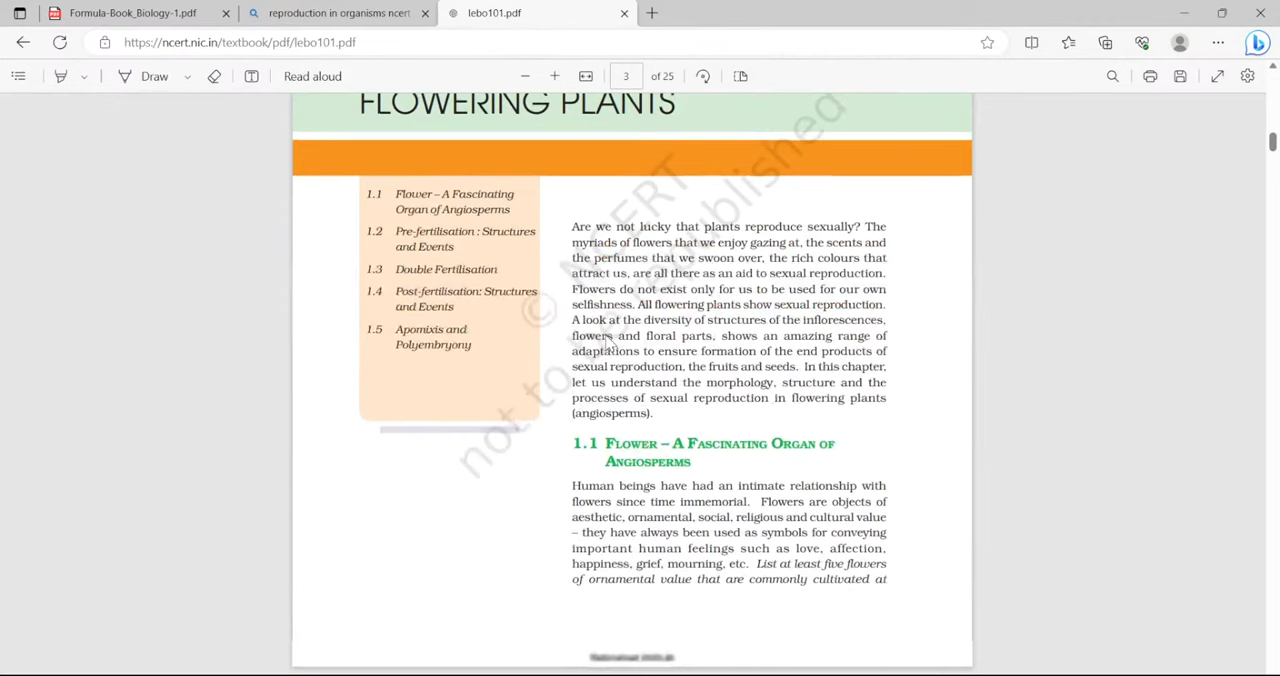 Formula-Book_Biology-1.pdf
reproduction in organisms ncert
lebo101.pdf
https://ncert.nic.in/textbook/pdf/lebo101.pdf
Draw
Read aloud
3 of 25
FLOWERING PLANTS
1.1 Flower – A Fascinating
Organ of Angiosperms
1.2 Pre-fertilisation : Structures
and Events
1.3 Double Fertilisation
1.4 Post-fertilisation: Structures
and Events
1.5 Apomixis and
Polyembryony
Are we not lucky that plants reproduce sexually? The
myriads of flowers that we enjoy gazing at, the scents and
the perfumes that we swoon over, the rich colours that
attract us, are all there as an aid to sexual reproduction.
Flowers do not exist only for us to be used for our own
selfishness. All flowering plants show sexual reproduction.
A look at the diversity of structures of the inflorescences,
flowers and floral parts, shows an amazing range of
adaptations to ensure formation of the end products of
sexual reproduction, the fruits and seeds. In this chapter,
let us understand the morphology, structure and the
processes of sexual reproduction in flowering plants
(angiosperms).
1.1 FLOWER – A FASCINATING ORGAN OF
ANGIOSPERMS
Human beings have had an intimate relationship with
flowers since time immemorial. Flowers are objects of
aesthetic, ornamental, social, religious and cultural value
– they have always been used as symbols for conveying
important human feelings such as love, affection,
happiness, grief, mourning, etc. List at least five flowers
of ornamental value that are commonly cultivated at
© NCERT
not to be republished